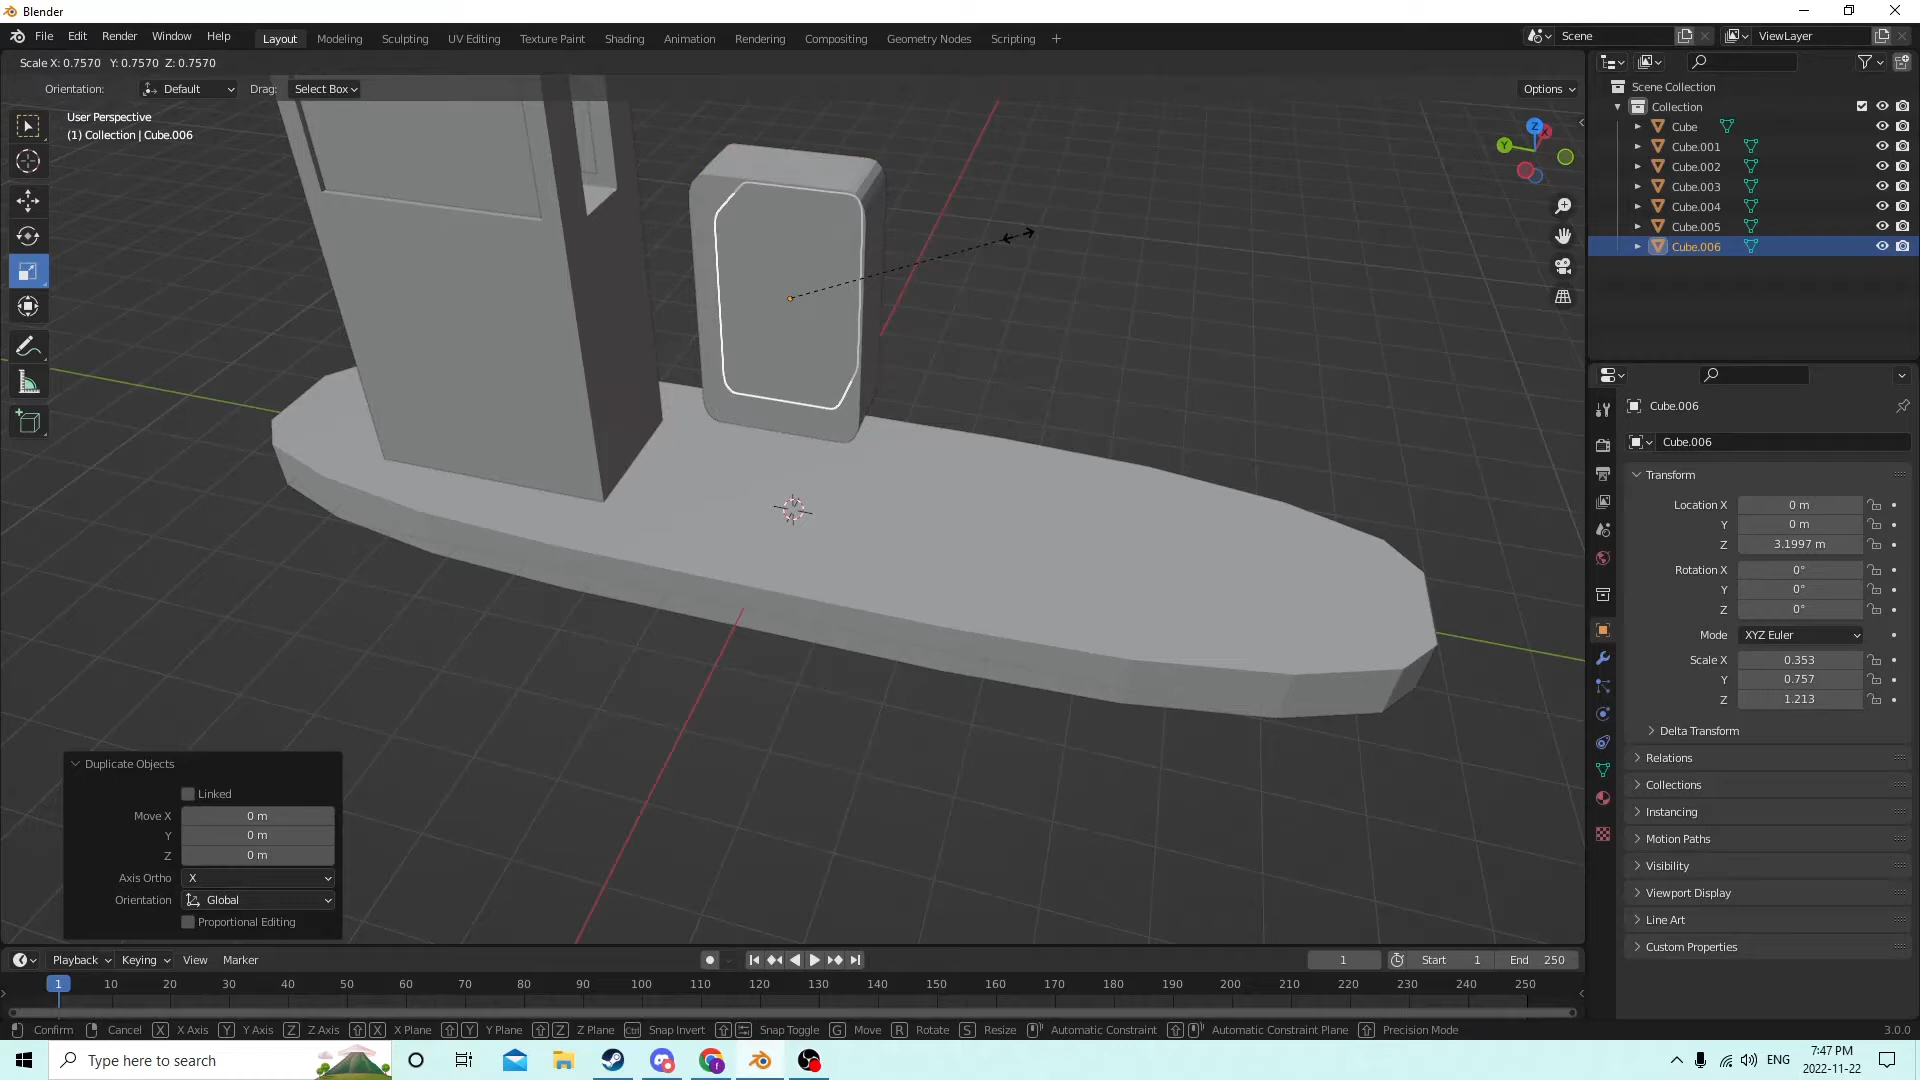 Blender
File Edit Render Window Help
Layout Modeling Sculpting UV Editing Texture Paint Shading Animation Rendering Compositing Geometry Nodes Scripting
Scene
ViewLayer
Scale X: 0.7570 Y: 0.7570 Z: 0.7570
Orientation: Default Drag: Select Box
Options
User Perspective
(1) Collection | Cube.006
Z
X
Y
Scene Collection
Collection
Cube
Cube.001
Cube.002
Cube.003
Cube.004
Cube.005
Cube.006
Cube.006
Cube.006
Transform
Location X 0 m
Y 0 m
Z 3.1997 m
Rotation X 0°
Y 0°
Z 0°
Mode XYZ Euler
Scale X 0.353
Y 0.757
Z 1.213
Delta Transform
Relations
Collections
Instancing
Motion Paths
Visibility
Viewport Display
Line Art
Custom Properties
Duplicate Objects
Linked
Move X 0 m
Y 0 m
Z 0 m
Axis Ortho X
Orientation Global
Proportional Editing
Playback Keying View Marker
1 Start 1 End 250
1 10 20 30 40 50 60 70 80 90 100 110 120 130 140 150 160 170 180 190 200 210 220 230 240 250
Confirm Cancel X X Axis Y Y Axis Z Z Axis X X Plane Y Y Plane Z Z Plane Ctrl Snap Invert Snap Toggle G Move R Rotate S Resize Automatic Constraint Automatic Constraint Plane Precision Mode 3.0.0
Type here to search
ENG
7:47 PM
2022-11-22